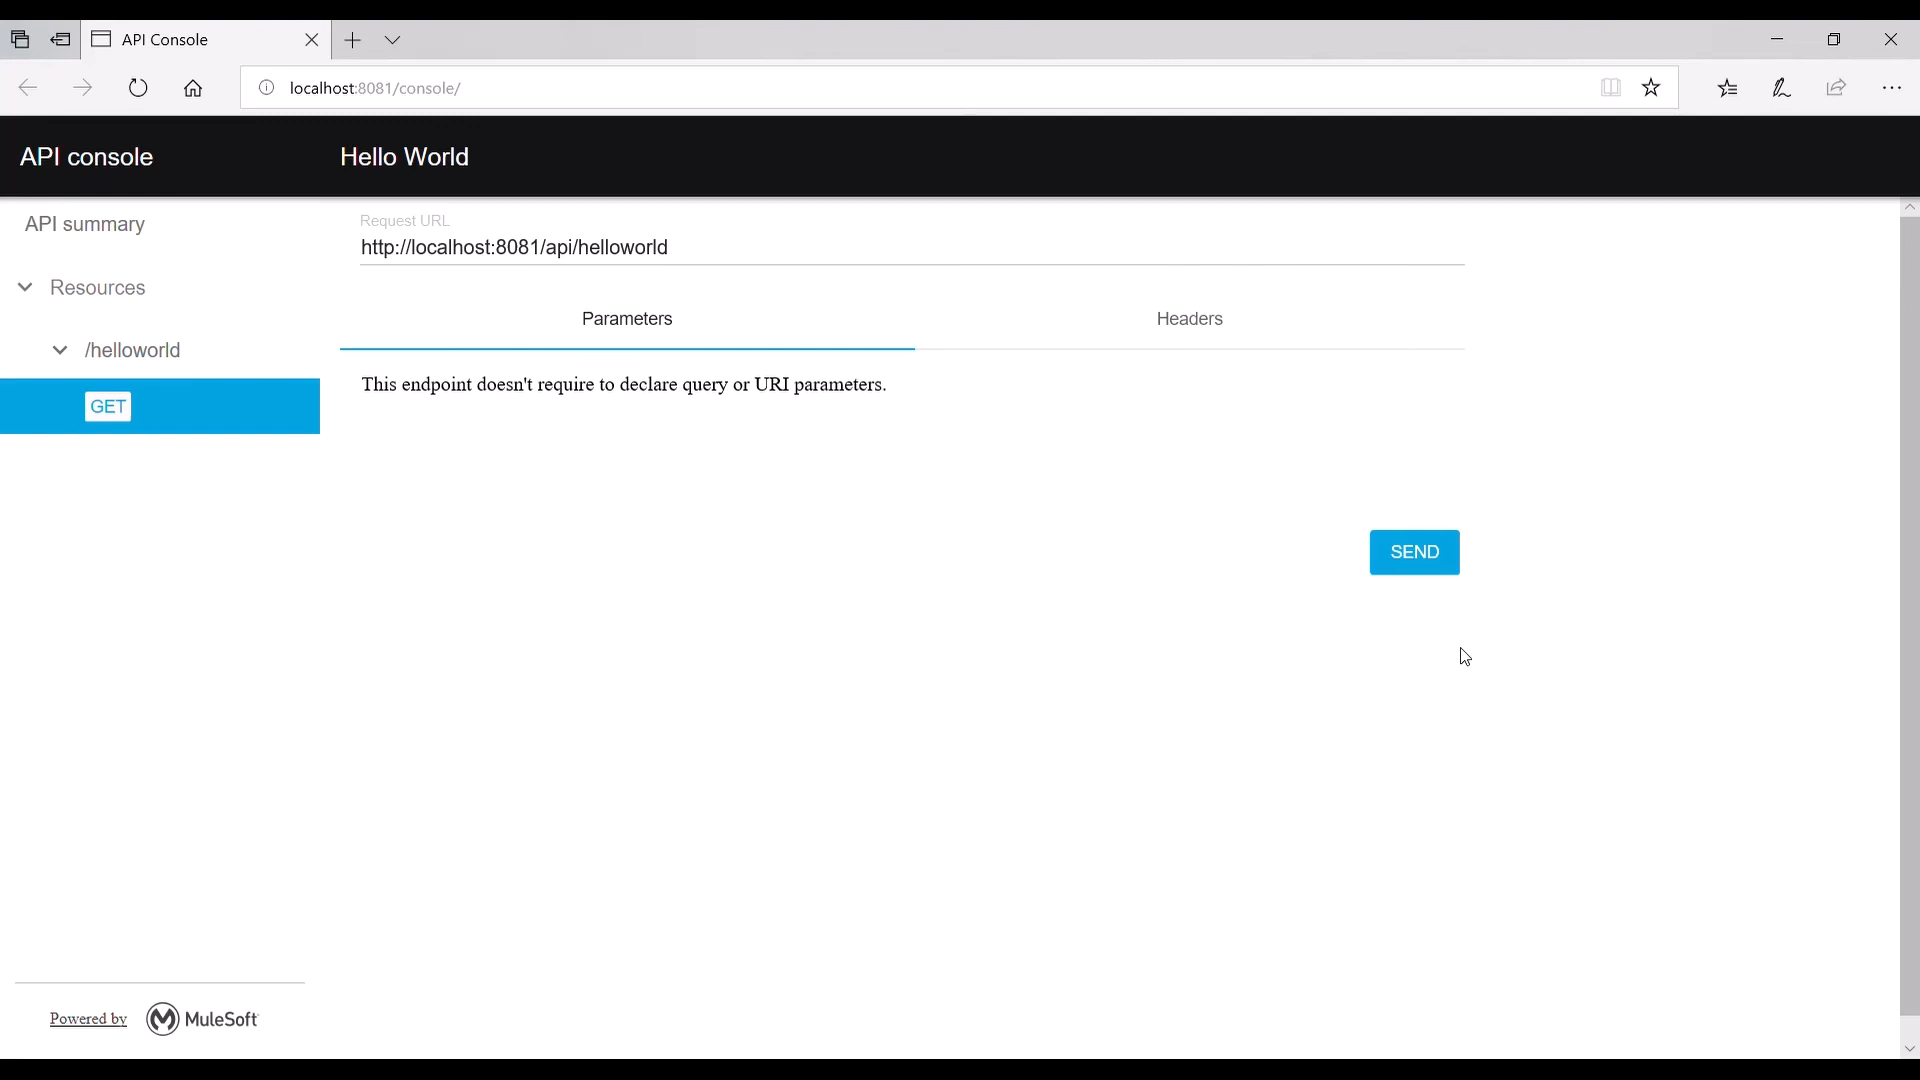 API Console
localhost:8081/console/
API console
Hello World
API summary
Request URL
http://localhost:8081/api/helloworld
Resources
Parameters
Headers
/helloworld
This endpoint doesn't require to declare query or URI parameters.
GET
SEND
Powered by MuleSoft